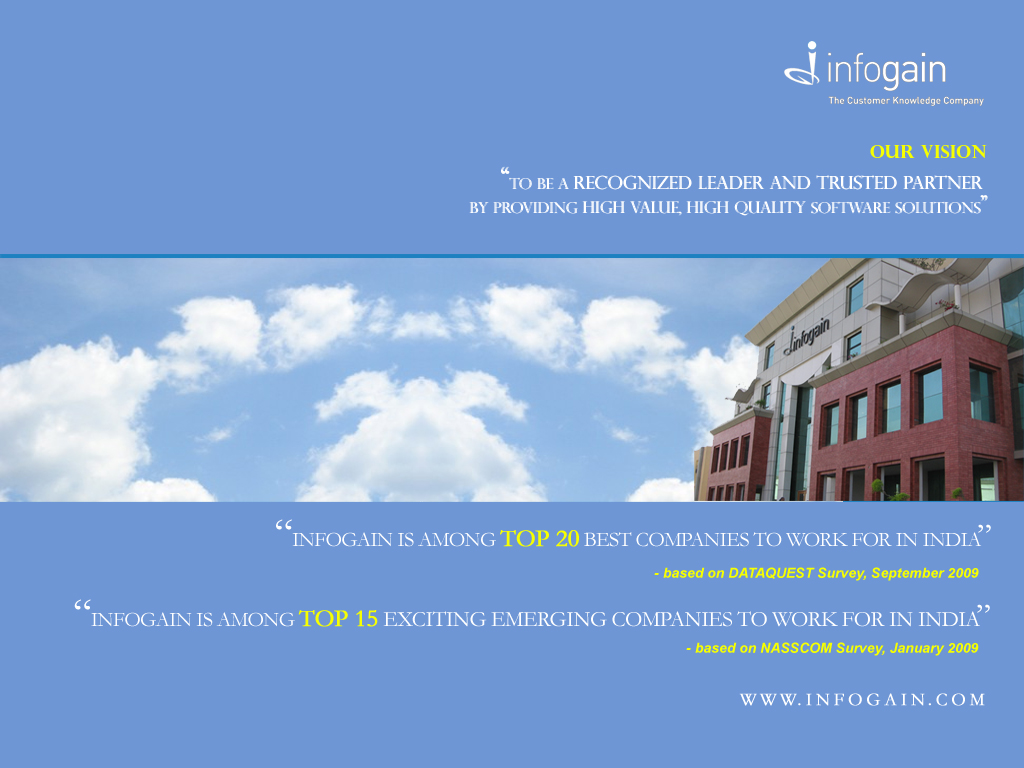 infogain
The Customer Knowledge Company
OUR VISION
“TO BE A RECOGNIZED LEADER AND TRUSTED PARTNER
BY PROVIDING HIGH VALUE, HIGH QUALITY SOFTWARE SOLUTIONS”
infogain
“INFOGAIN IS AMONG TOP 20 BEST COMPANIES TO WORK FOR IN INDIA”
- based on DATAQUEST Survey, September 2009
“INFOGAIN IS AMONG TOP 15 EXCITING EMERGING COMPANIES TO WORK FOR IN INDIA”
- based on NASSCOM Survey, January 2009
WWW.INFOGAIN.COM